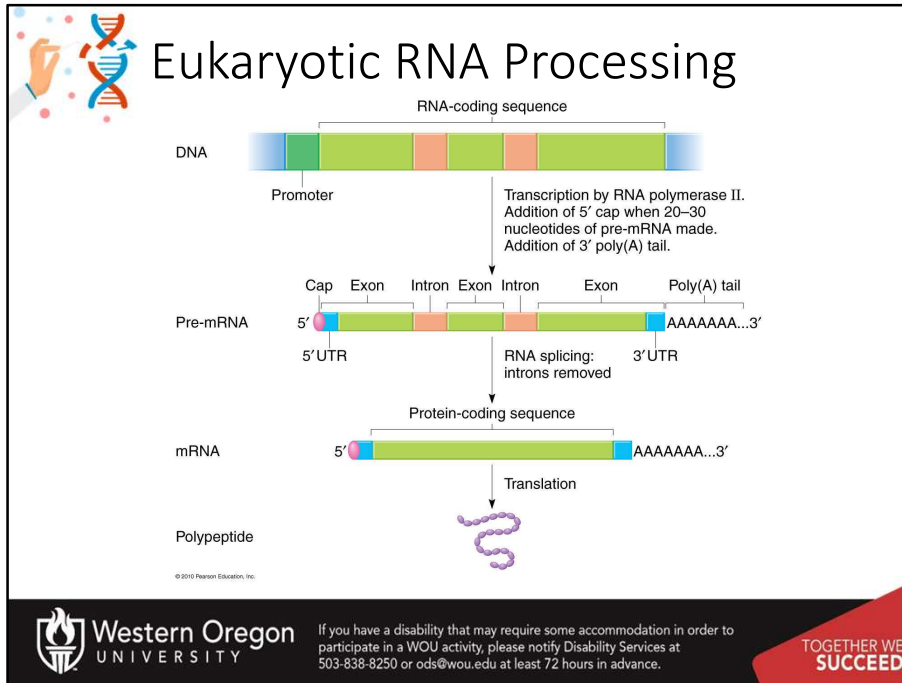 Eukaryotic RNA Processing
RNA-coding sequence
DNA
Promoter
Transcription by RNA polymerase II.
Addition of 5′ cap when 20–30
nucleotides of pre-mRNA made.
Addition of 3′ poly(A) tail.
Cap Exon Intron Exon Intron Exon Poly(A) tail
Pre-mRNA 5′ AAAAAAA...3′
5′UTR 3′UTR
RNA splicing:
introns removed
Protein-coding sequence
mRNA 5′ AAAAAAA...3′
Translation
Polypeptide
© 2010 Pearson Education, Inc.
Western Oregon
UNIVERSITY
If you have a disability that may require some accommodation in order to
participate in a WOU activity, please notify Disability Services at
503-838-8250 or ods@wou.edu at least 72 hours in advance.
TOGETHER WE
SUCCEED